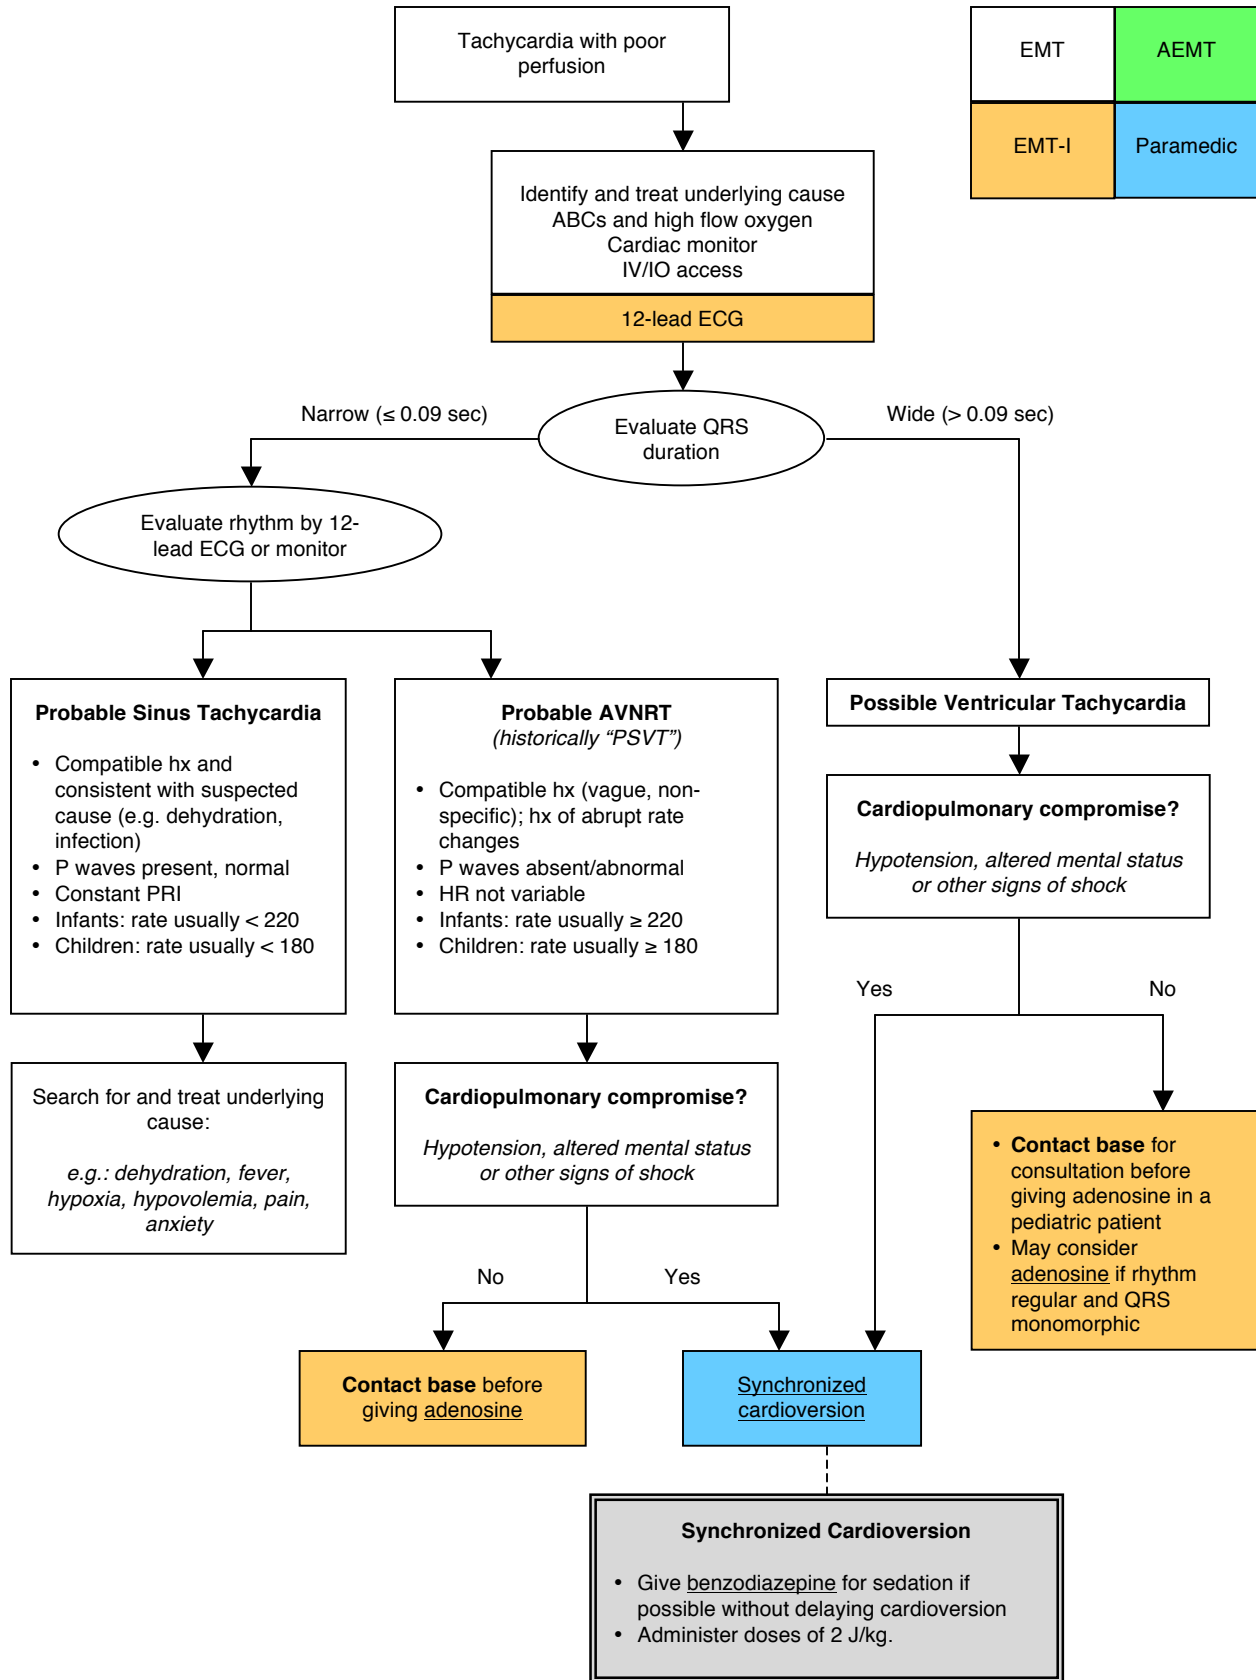 Tachycardia with poor
perfusion
EMT
AEMT
EMT-I
Paramedic
Identify and treat underlying cause
ABCs and high flow oxygen
Cardiac monitor
IV/IO access
12-lead ECG
Narrow (≤ 0.09 sec)
Evaluate QRS
duration
Wide (> 0.09 sec)
Evaluate rhythm by 12-
lead ECG or monitor
Probable Sinus Tachycardia
• Compatible hx and
consistent with suspected
cause (e.g. dehydration,
infection)
• P waves present, normal
• Constant PRI
• Infants: rate usually < 220
• Children: rate usually < 180
Probable AVNRT
(historically “PSVT”)
• Compatible hx (vague, non-
specific); hx of abrupt rate
changes
• P waves absent/abnormal
• HR not variable
• Infants: rate usually ≥ 220
• Children: rate usually ≥ 180
Possible Ventricular Tachycardia
Cardiopulmonary compromise?
Hypotension, altered mental status
or other signs of shock
Yes
No
Search for and treat underlying
cause:
e.g.: dehydration, fever,
hypoxia, hypovolemia, pain,
anxiety
Cardiopulmonary compromise?
Hypotension, altered mental status
or other signs of shock
No
Yes
• Contact base for
consultation before
giving adenosine in a
pediatric patient
• May consider
adenosine if rhythm
regular and QRS
monomorphic
Contact base before
giving adenosine
Synchronized
cardioversion
Synchronized Cardioversion
• Give benzodiazepine for sedation if
possible without delaying cardioversion
• Administer doses of 2 J/kg.